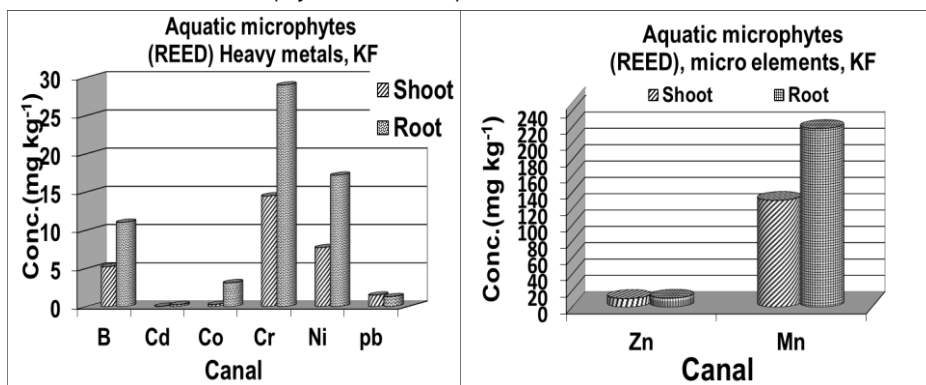 Aquatic microphytes
(REED) Heavy metals, KF
Shoot
Root
Conc.(mg kg-1)
30
25
20
15
10
5
0
B Cd Co Cr Ni pb
Canal
Aquatic microphytes
(REED), micro elements, KF
Shoot Root
Conc.(mg kg-1)
240
220
200
180
160
140
120
100
80
60
40
20
0
Zn Mn
Canal